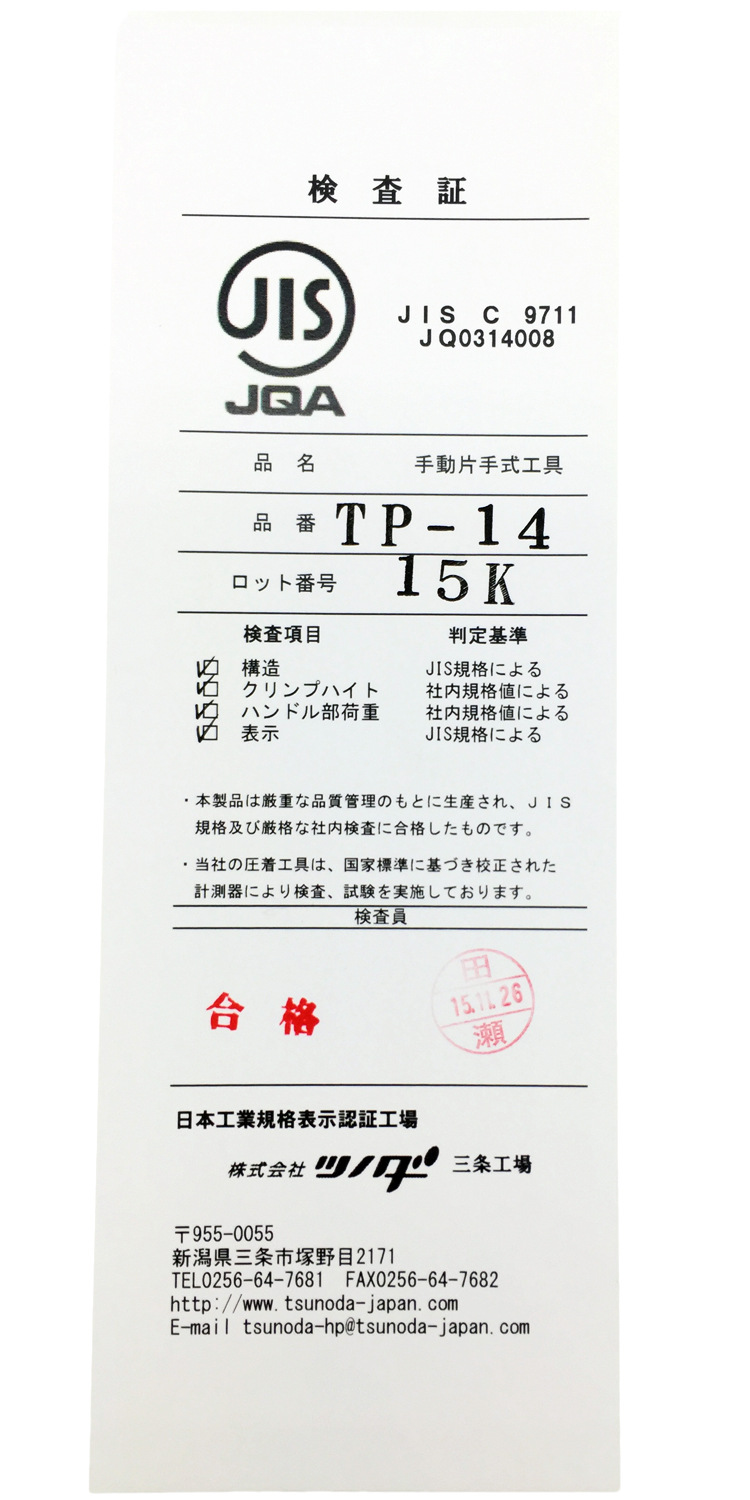 検査証
JIS
JQA
JIS C 9711
JQ0314008
品名 手動片手式工具
品番 TP-14
ロット番号 15K
検査項目 判定基準
構造 JIS規格による
クリンプハイト 社内規格値による
ハンドル部荷重 社内規格値による
表示 JIS規格による
・本製品は厳重な品質管理のもとに生産され、JIS
規格及び厳格な社内検査に合格したものです。
・当社の圧着工具は、国家標準に基づき校正された
計測器により検査、試験を実施しております。
検査員
合格
田
15.11.26
瀬
日本工業規格表示認証工場
株式会社 ツノダ 三条工場
〒955-0055
新潟県三条市塚野目2171
TEL0256-64-7681 FAX0256-64-7682
http://www.tsunoda-japan.com
E-mail tsunoda-hp@tsunoda-japan.com